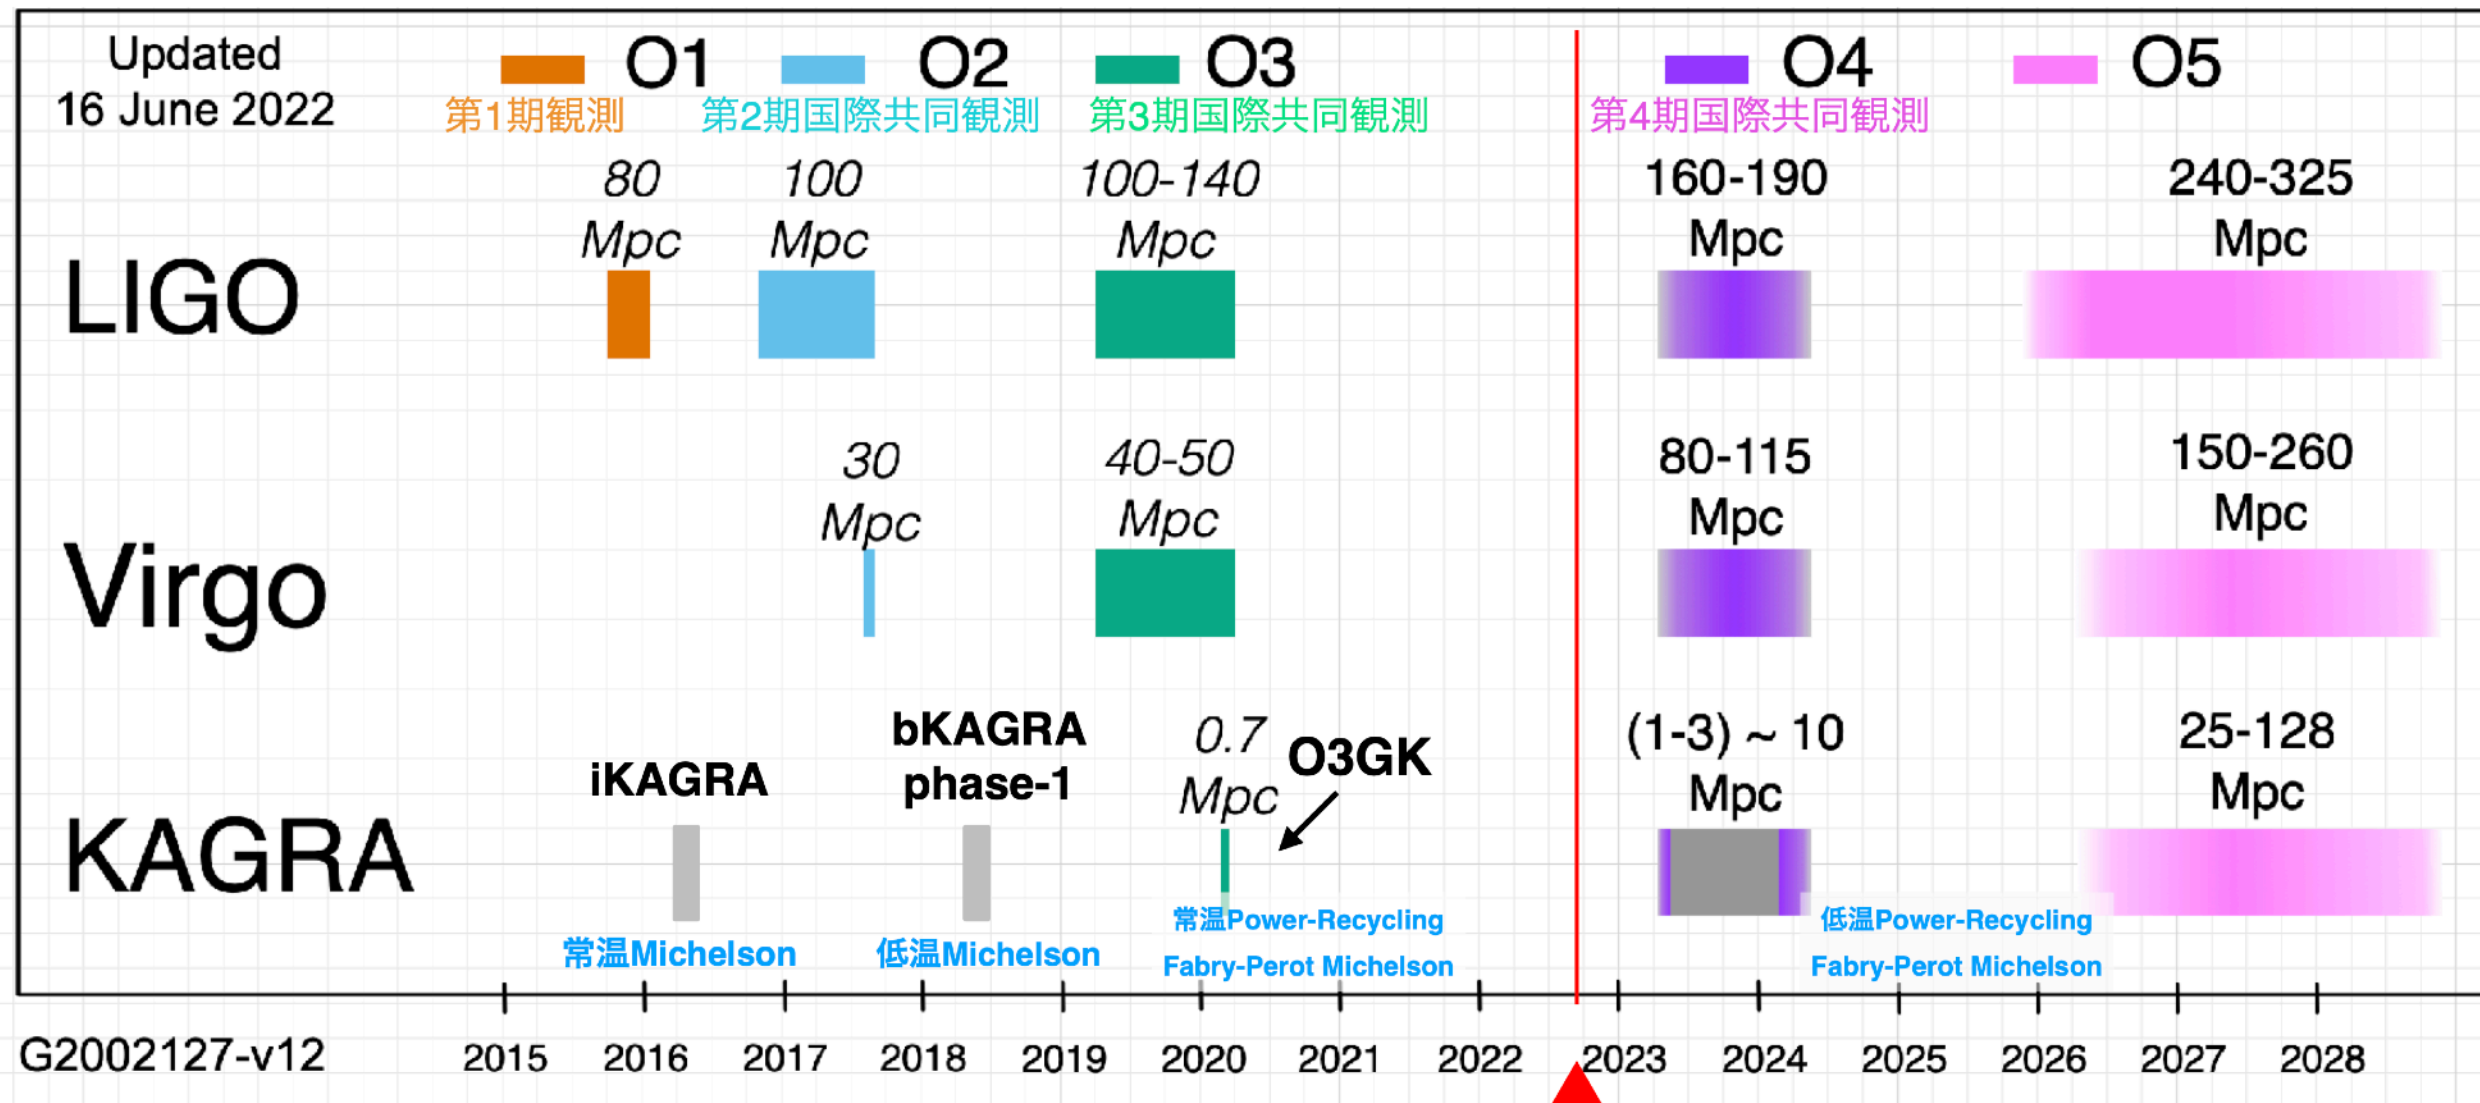 Updated
16 June 2022
O1
O2
O3
O4
O5
第1期観測
第2期国際共同観測
第3期国際共同観測
第4期国際共同観測
LIGO
80
Mpc
100
Mpc
100-140
Mpc
160-190
Mpc
240-325
Mpc
Virgo
30
Mpc
40-50
Mpc
80-115
Mpc
150-260
Mpc
KAGRA
iKAGRA
bKAGRA
phase-1
0.7
Mpc
O3GK
(1-3) ~ 10
Mpc
25-128
Mpc
常温Michelson
低温Michelson
常温Power-Recycling
Fabry-Perot Michelson
低温Power-Recycling
Fabry-Perot Michelson
G2002127-v12
2015
2016
2017
2018
2019
2020
2021
2022
2023
2024
2025
2026
2027
2028